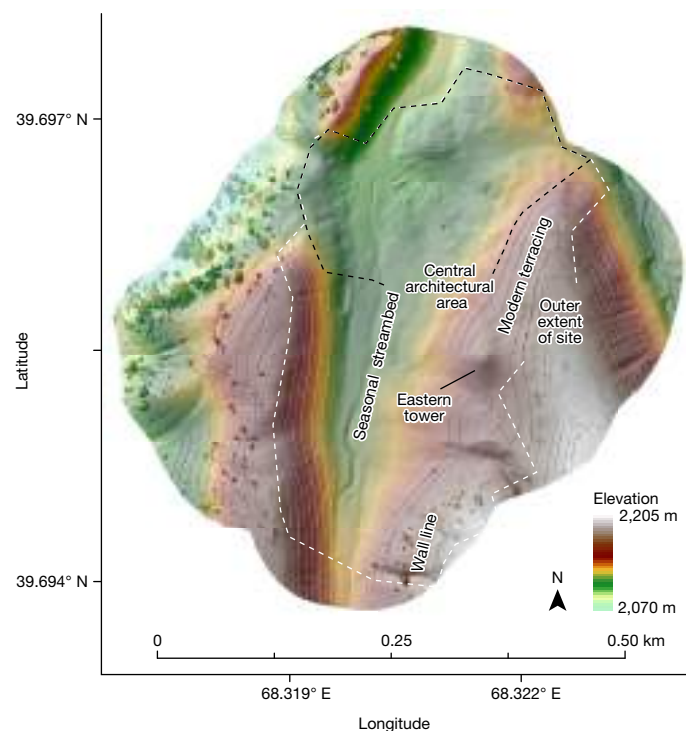 39.697° N
Central
architectural
area
Modern terracing
Outer
extent
of site
Seasonal streambed
Latitude
Eastern
tower
Wall line
Elevation
2,205 m
2,070 m
39.694° N
N
0
0.25
0.50 km
68.319° E
68.322° E
Longitude